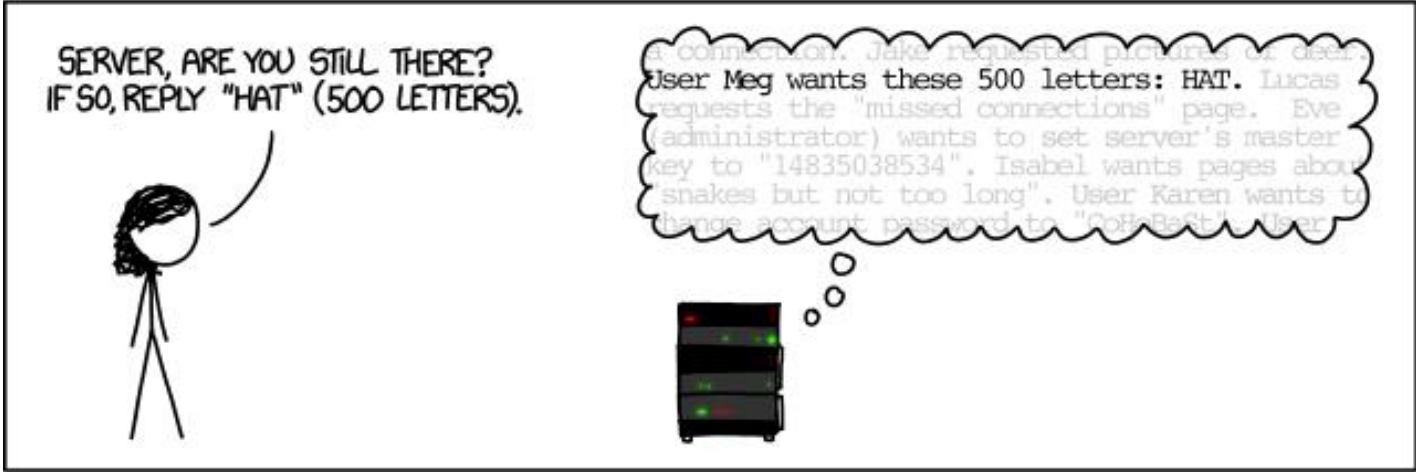 SERVER, ARE YOU STILL THERE?
IF SO, REPLY "HAT" (500 LETTERS).
a connection. Jake requested pictures of deer.
User Meg wants these 500 letters: HAT. Lucas
requests the "missed connections" page. Eve
(administrator) wants to set server's master
key to "14835038534". Isabel wants pages about
"snakes but not too long". User Karen wants to
change account password to "CoHoBaSt". User